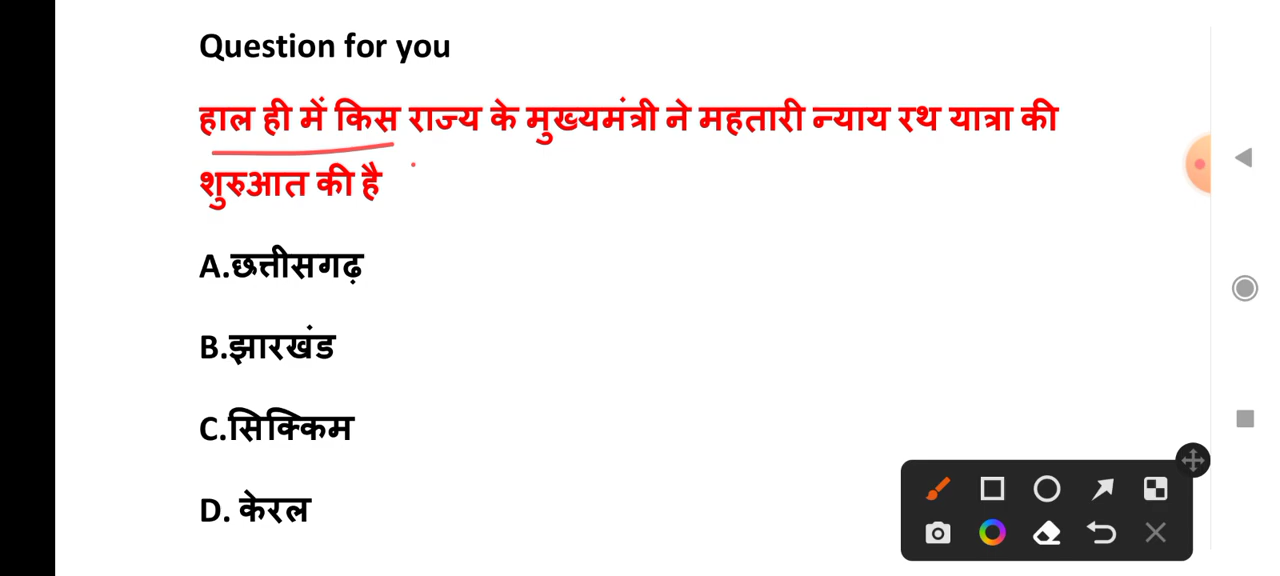 Question for you
हाल ही में किस राज्य के मुख्यमंत्री ने महतारी न्याय रथ यात्रा की
शुरुआत की है
A.छत्तीसगढ़
B.झारखंड
C.सिक्किम
D. केरल